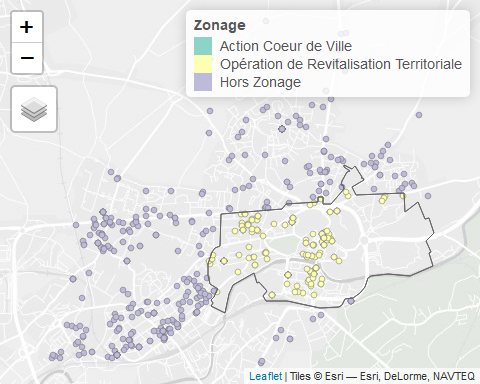 +
−
Zonage
Action Coeur de Ville
Opération de Revitalisation Territoriale
Hors Zonage
Leaflet | Tiles © Esri — Esri, DeLorme, NAVTEQ